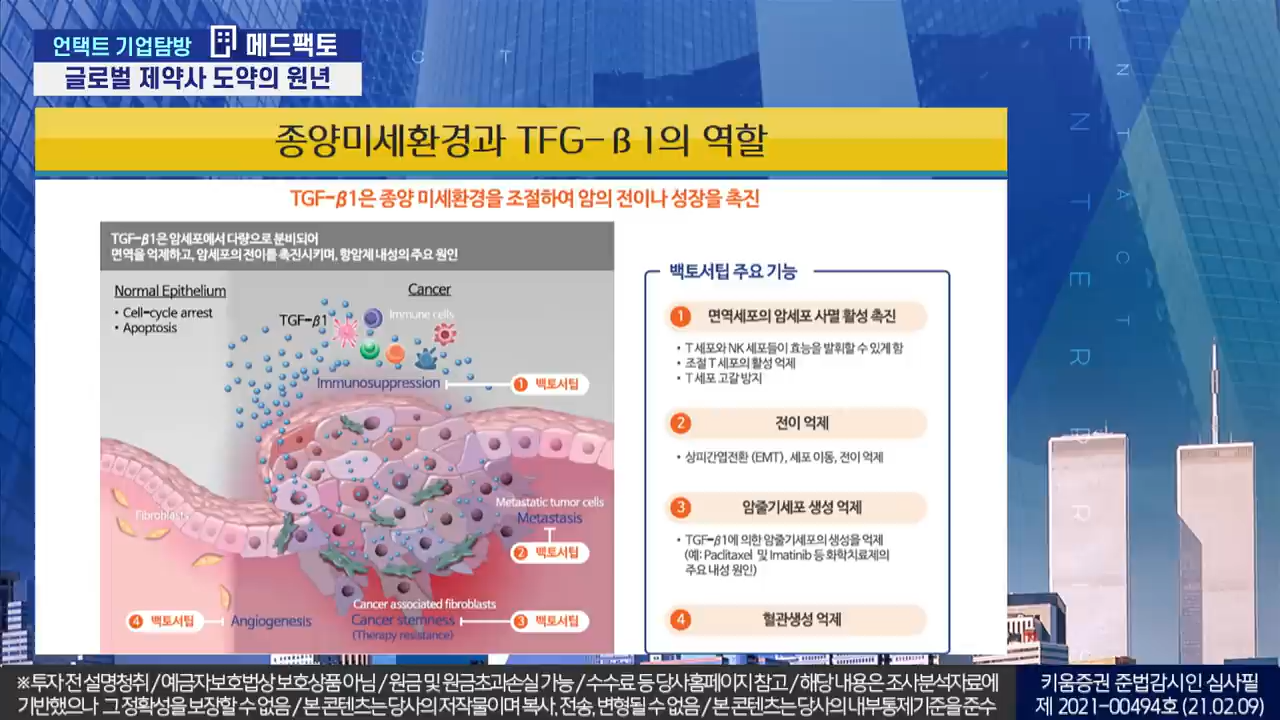 언택트 기업탐방 메드팩토
글로벌 제약사 도약의 원년
종양미세환경과 TFG-ß1의 역할
TGF-β1은 종양 미세환경을 조절하여 암의 전이나 성장을 촉진
TGF-β1은 암세포에서 다량으로 분비되어
면역을 억제하고, 암세포의 전이를 촉진시키며, 항암제 내성의 주요 원인
Normal Epithelium
• Cell-cycle arrest
• Apoptosis
Cancer
TGF-β1
Immune cells
Immunosuppression
1 백토서팁
Fibroblasts
Metastatic tumor cells
Metastasis
2 백토서팁
Cancer associated fibroblasts
Cancer stemness
(Therapy resistance)
3 백토서팁
4 백토서팁
Angiogenesis
백토서팁 주요 기능
1 면역세포의 암세포 사멸 활성 촉진
• T 세포와 NK 세포들이 효능을 발휘할 수 있게 함
• 조절 T 세포의 활성 억제
• T 세포 고갈 방지
2 전이 억제
• 상피간엽전환 (EMT), 세포 이동, 전이 억제
3 암줄기세포 생성 억제
• TGF-β1에 의한 암줄기세포의 생성을 억제
(예: Paclitaxel 및 Imatinib 등 화학치료제의
주요 내성 원인)
4 혈관생성 억제
※ 투자 전 설명청취 / 예금자보호법상 보호상품 아님 / 원금 및 원금초과손실 가능 / 수수료 등 당사홈페이지 참고 / 해당 내용은 조사분석자료에
기반했으나 그 정확성을 보장할 수 없음 / 본 콘텐츠는 당사의 저작물이며 복사, 전송, 변형될 수 없음 / 본 콘텐츠는 당사의 내부통제기준을 준수
키움증권 준법감시인 심사필
제 2021-00494호 (21.02.09)